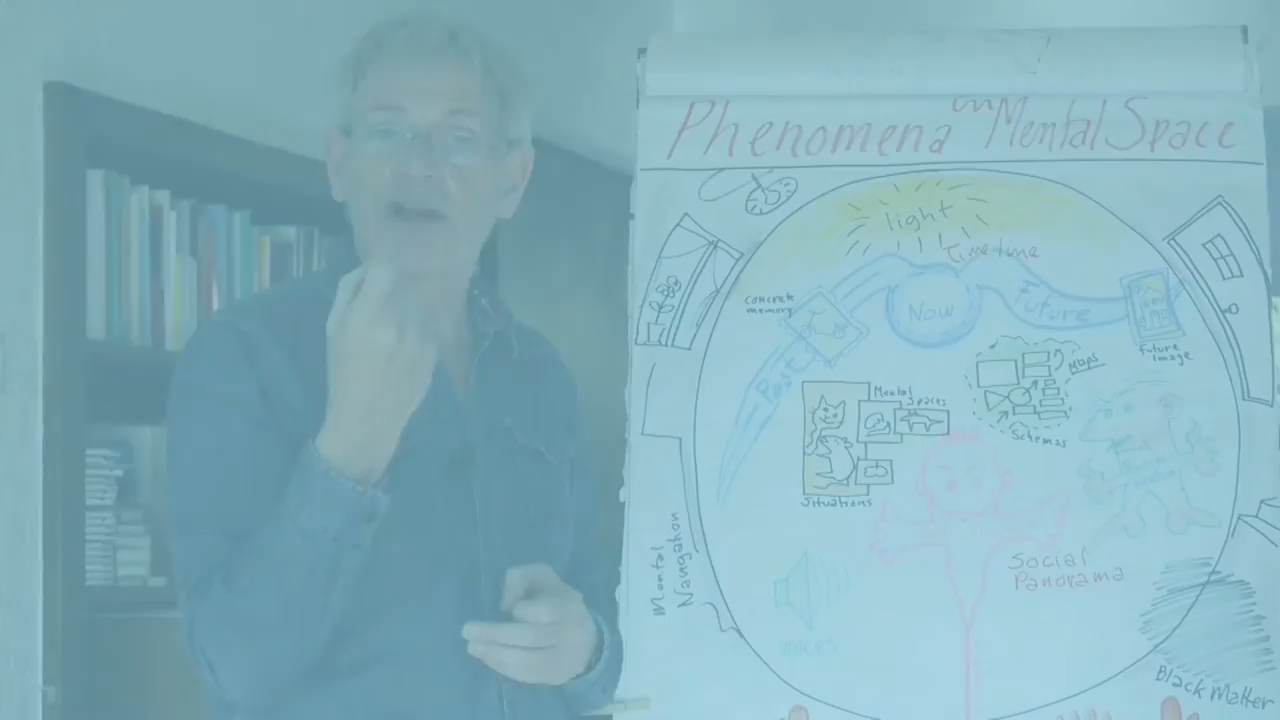 Phenomena in Mental Space
light
Timetime
Concrete
memory
Now
Future
Past
Future
Image
Maps
Mental
Spaces
Schemas
Situations
Social
Panorama
Mental
Navigation
Voices
Black Matter